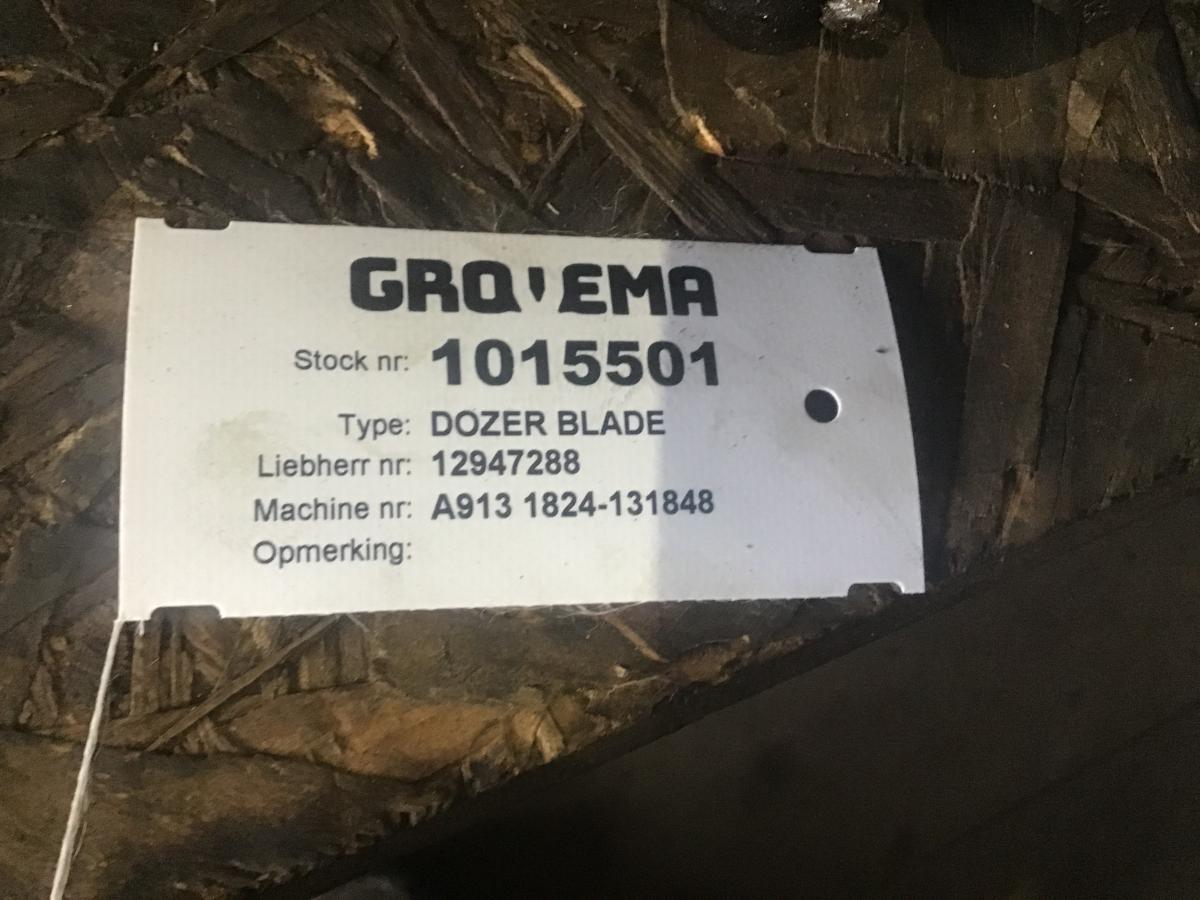 GRO'EMA
Stock nr: 1015501
Type: DOZER BLADE
Liebherr nr: 12947288
Machine nr: A913 1824-131848
Opmerking: